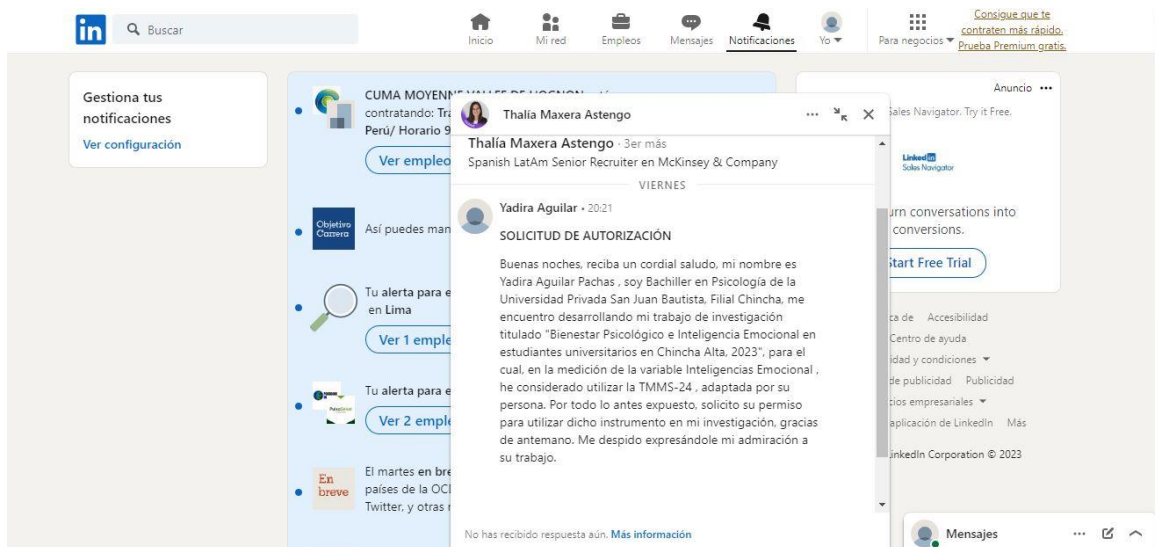 in
Buscar
Inicio
Mi red
Empleos
Mensajes
Notificaciones
Yo
Para negocios
Consigue que te
contraten más rápido.
Prueba Premium gratis.
Gestiona tus
notificaciones
Ver configuración
CUMA MOYENNE VALLEE DE
contratando:
Perú/ Horario 9
Ver empleo
Objetivo
Carrera
Así puedes man
Tu alerta para e
en Lima
Ver 1 emple
Tu alerta para e
Ver 2 emple
En
breve
El martes en bre
países de la
Twitter, y otras
Thalía Maxera Astengo
Thalía Maxera Astengo · 3er más
Spanish LatAm Senior Recruiter en McKinsey & Company
VIERNES
Yadira Aguilar • 20:21
SOLICITUD DE AUTORIZACIÓN
Buenas noches, reciba un cordial saludo, mi nombre es
Yadira Aguilar Pachas , soy Bachiller en Psicología de la
Universidad Privada San Juan Bautista, Filial Chincha, me
encuentro desarrollando mi trabajo de investigación
titulado "Bienestar Psicológico e Inteligencia Emocional en
estudiantes universitarios en Chincha Alta, 2023", para el
cual, en la medición de la variable Inteligencias Emocional ,
he considerado utilizar la TMMS-24 , adaptada por su
persona. Por todo lo antes expuesto, solicito su permiso
para utilizar dicho instrumento en mi investigación, gracias
de antemano. Me despido expresándole mi admiración a
su trabajo.
No has recibido respuesta aún. Más información
Anuncio
Sales Navigator. Try it Free.
Linked in
Sales Navigator
urn conversations into
conversions.
Start Free Trial
ca de Accesibilidad
Centro de ayuda
idad y condiciones
de publicidad Publicidad
cios empresariales
aplicación de LinkedIn Más
LinkedIn Corporation © 2023
Mensajes